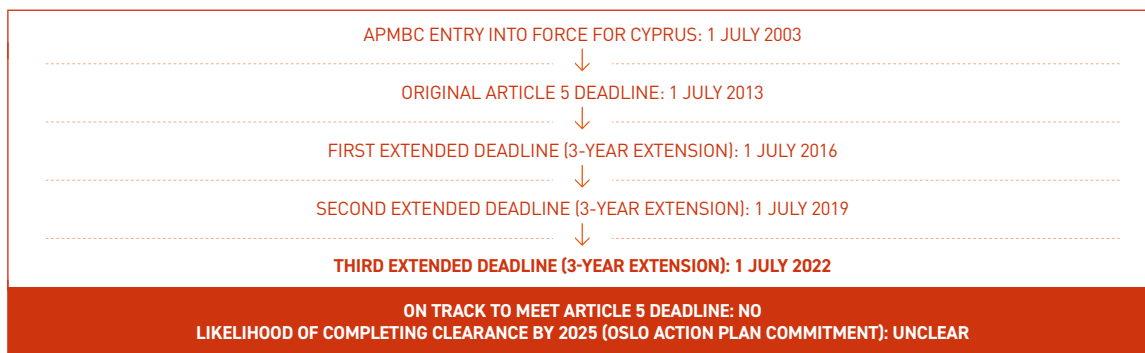 APMBC ENTRY INTO FORCE FOR CYPRUS: 1 JULY 2003
ORIGINAL ARTICLE 5 DEADLINE: 1 JULY 2013
FIRST EXTENDED DEADLINE (3-YEAR EXTENSION): 1 JULY 2016
SECOND EXTENDED DEADLINE (3-YEAR EXTENSION): 1 JULY 2019
THIRD EXTENDED DEADLINE (3-YEAR EXTENSION): 1 JULY 2022
ON TRACK TO MEET ARTICLE 5 DEADLINE: NO
LIKELIHOOD OF COMPLETING CLEARANCE BY 2025 (OSLO ACTION PLAN COMMITMENT): UNCLEAR